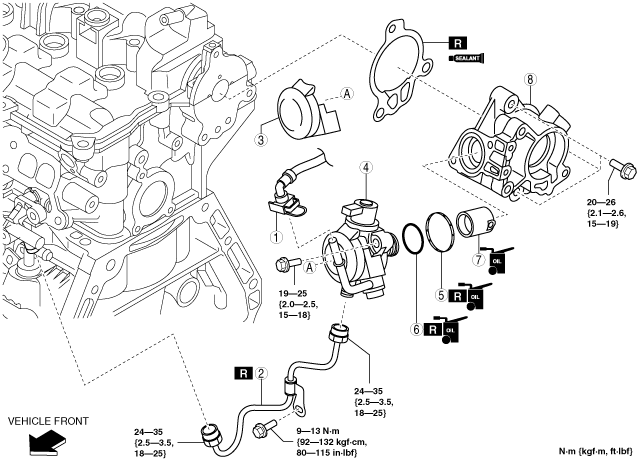 R
SEALANT
8
A
3
4
20—26
{2.1—2.6,
15—19}
1
7
OIL
A
19—25
{2.0—2.5,
15—18}
5 R OIL
6 R OIL
R 2
24—35
{2.5—3.5,
18—25}
VEHICLE FRONT
24—35
{2.5—3.5,
18—25}
9—13 N·m
{92—132 kgf·cm,
80—115 in·lbf}
N·m {kgf·m, ft·lbf}